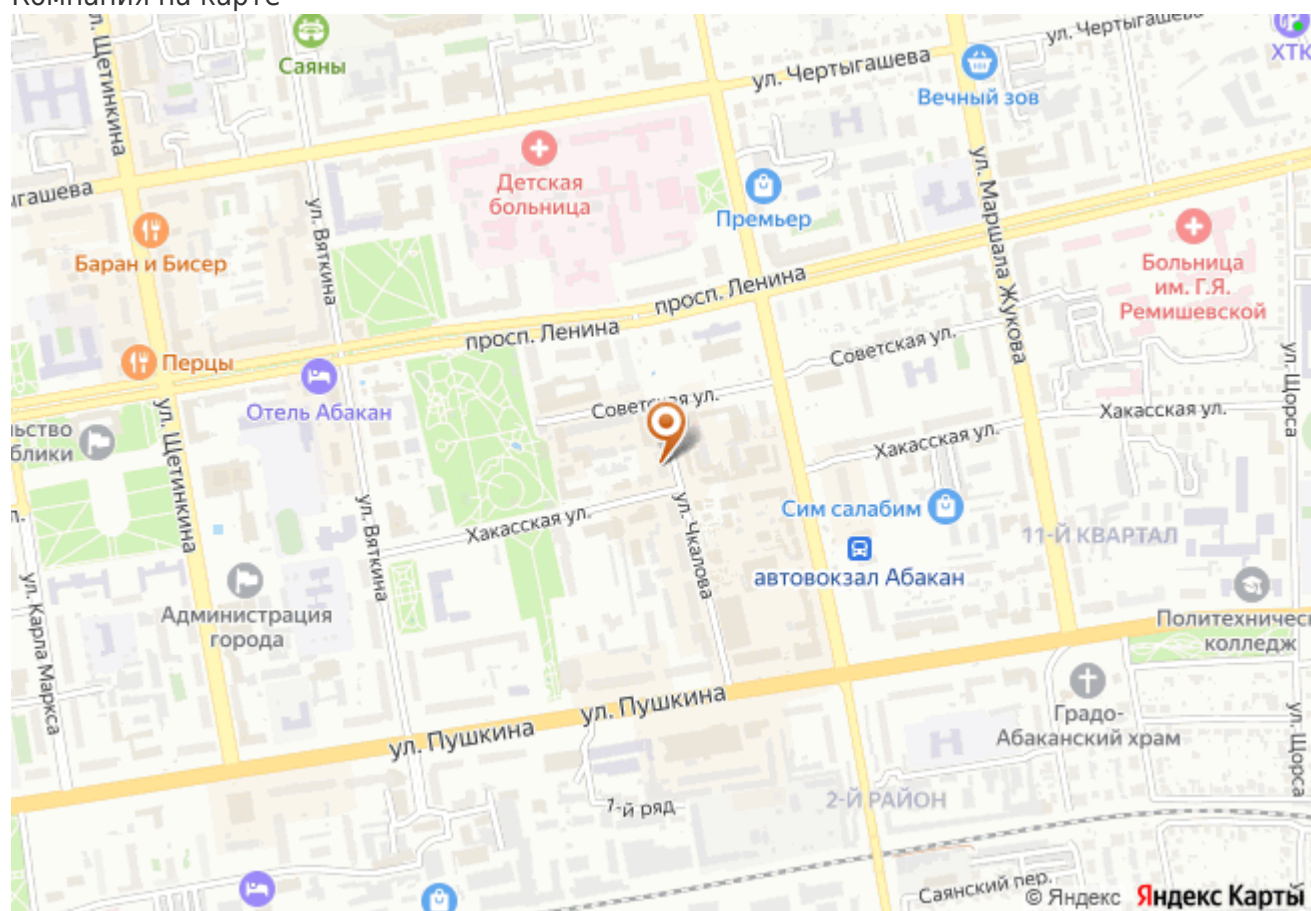 Компания на карте
ул. Щетинкина
Саяны
ул. Чертыгашева
ул. Чертыгашева
ХТК
Вечный зов
Детская
больница
Премьер
ул. Маршала Жукова
ул. Вяткина
Баран и Бисер
Больница
им. Г.Я.
Ремишевской
просп. Ленина
просп. Ленина
Перцы
Отель Абакан
Советская ул.
Советская ул.
ул. Щорса
Хакасская ул.
Хакасская ул.
ул. Щетинкина
ул. Вяткина
Хакасская ул.
ул. Чкалова
Сим салабим
11-Й КВАРТАЛ
автовокзал Абакан
ул. Карла Маркса
Администрация
города
колледж
ул. Пушкина
ул. Пушкина
Градо-
Абаканский храм
ул. Щорса
1-й ряд
2-Й РАЙОН
Саянский пер.
© Яндекс Яндекс Карты